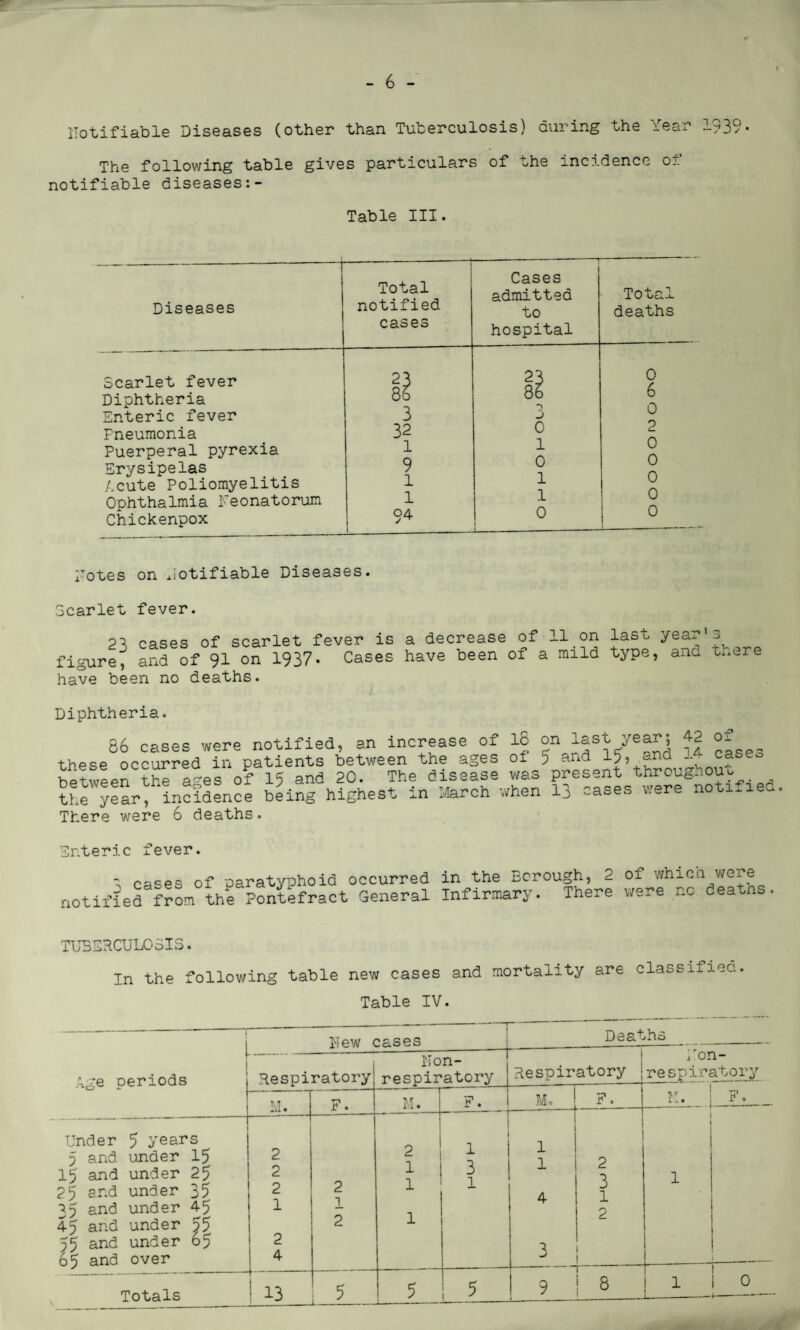 - 6 -
Notifiable Diseases (other than Tuberculosis) during the Year 1939.
The following table gives particulars of the incidence of
notifiable diseases:-
Table III.
Diseases | Total notified cases | Cases admitted to hospital | Total deaths
Scarlet fever 23 23 0
Diphtheria 86 86 6
Enteric fever 3 3 0
Pneumonia 32 0 2
Puerperal pyrexia 1 1 0
Erysipelas 9 0 0
Acute Poliomyelitis 1 1 0
Ophthalmia Neonatorum 1 1 0
Chickenpox 94 0 0
Notes on Notifiable Diseases.
Scarlet fever.
23 cases of scarlet fever is a decrease of 11 on last year's
figure, and of 91 on 1937. Cases have been of a mild type, and there
have been no deaths.
Diphtheria.
86 cases were notified, an increase of 18 on last year; 42 of
these occurred in patients between the ages of 5 and 15, and 14 cases
between the ages of 15 and 20. The disease was present throughout
the year, incidence being highest in March when 13 cases were notified.
There were 6 deaths.
Enteric fever.
3 cases of paratyphoid occurred in the Borough, 2 of which were
notified from the Pontefract General Infirmary. There were no deaths.
TUBERCULOSIS.
In the following table new cases and mortality are classified.
Table IV.
Age periods | New cases | Deaths
Respiratory | Non-respiratory | Respiratory | Non-respiratory
M. | F. | M. | F. | M. | F. | M. | F.
Under 5 years
5 and under 15 2 2 1 1
15 and under 25 2 1 3 1 2
25 and under 35 2 2 1 1 3 1
35 and under 45 1 1 4 1
45 and under 55 2 1 2
55 and under 65 2
65 and over 4 3
Totals 13 5 5 5 9 8 1 0